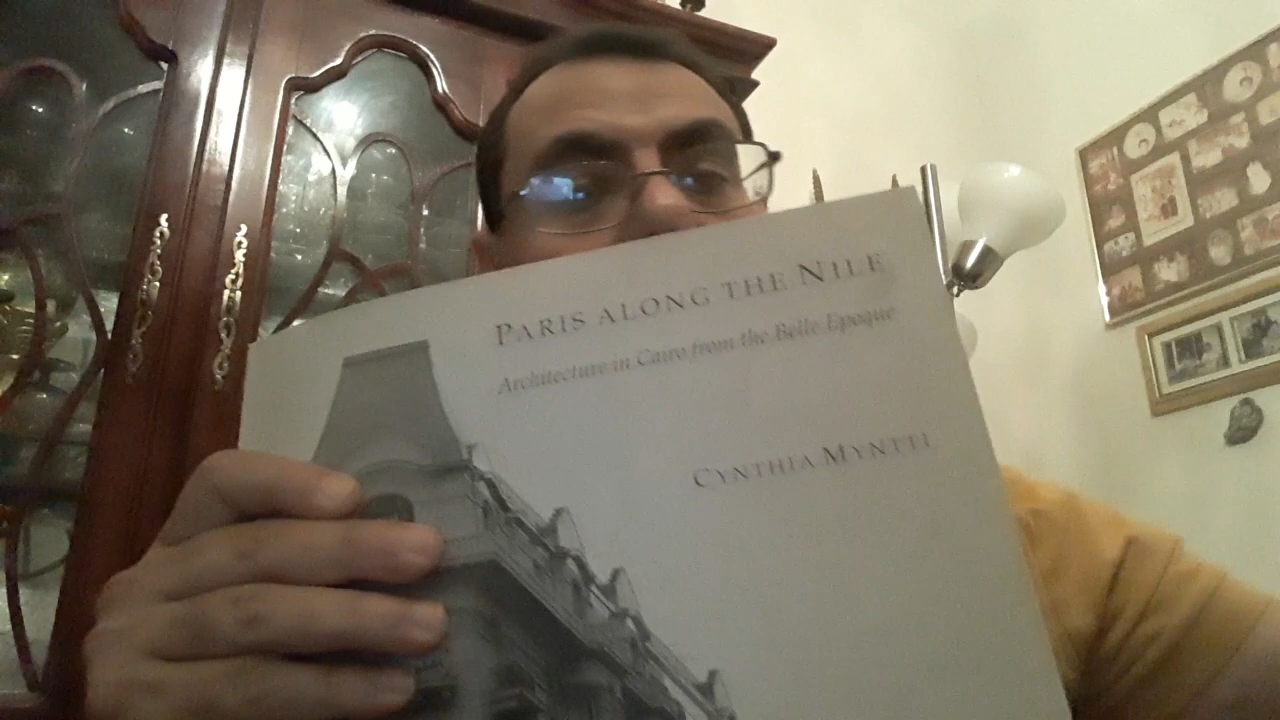 PARIS ALONG THE NILE
Architecture in Cairo from the Belle Epoque
CYNTHIA MYNTTI